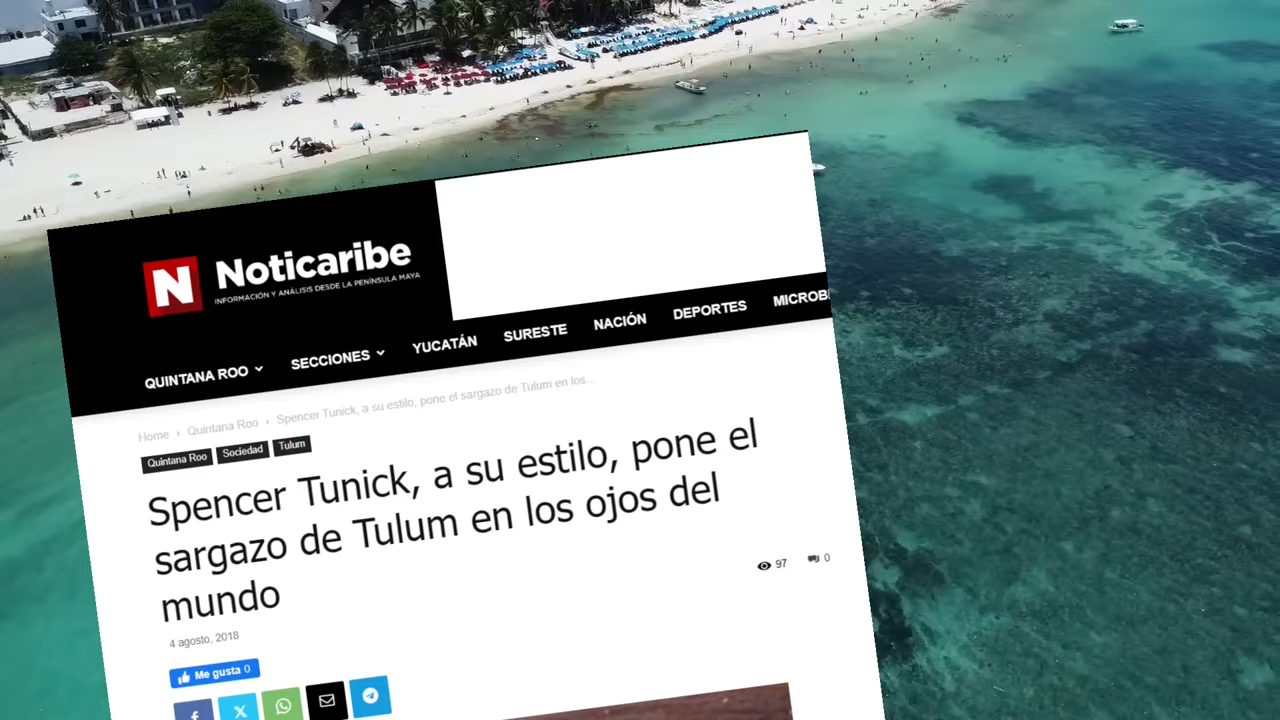 N Noticaribe
INFORMACIÓN Y ANÁLISIS DESDE LA PENÍNSULA MAYA
QUINTANA ROO SECCIONES YUCATÁN SURESTE NACIÓN DEPORTES MICROB
Home › Quintana Roo › Spencer Tunick, a su estilo, pone el sargazo de Tulum en los...
Quintana Roo Sociedad Tulum
Spencer Tunick, a su estilo, pone el
sargazo de Tulum en los ojos del
mundo
97 0
4 agosto, 2018
Me gusta 0